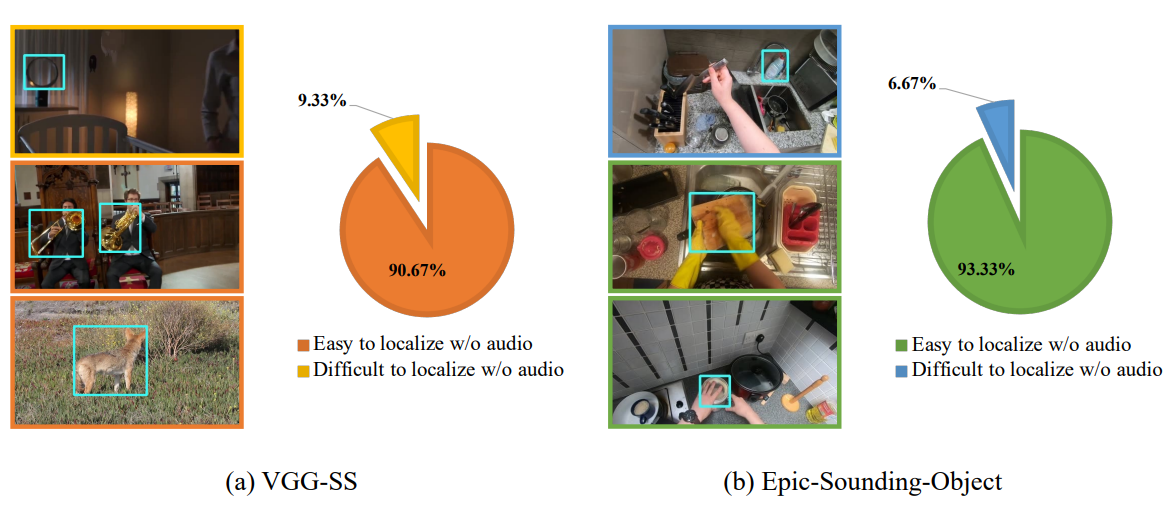 9.33%
90.67%
Easy to localize w/o audio
Difficult to localize w/o audio
(a) VGG-SS
6.67%
93.33%
Easy to localize w/o audio
Difficult to localize w/o audio
(b) Epic-Sounding-Object